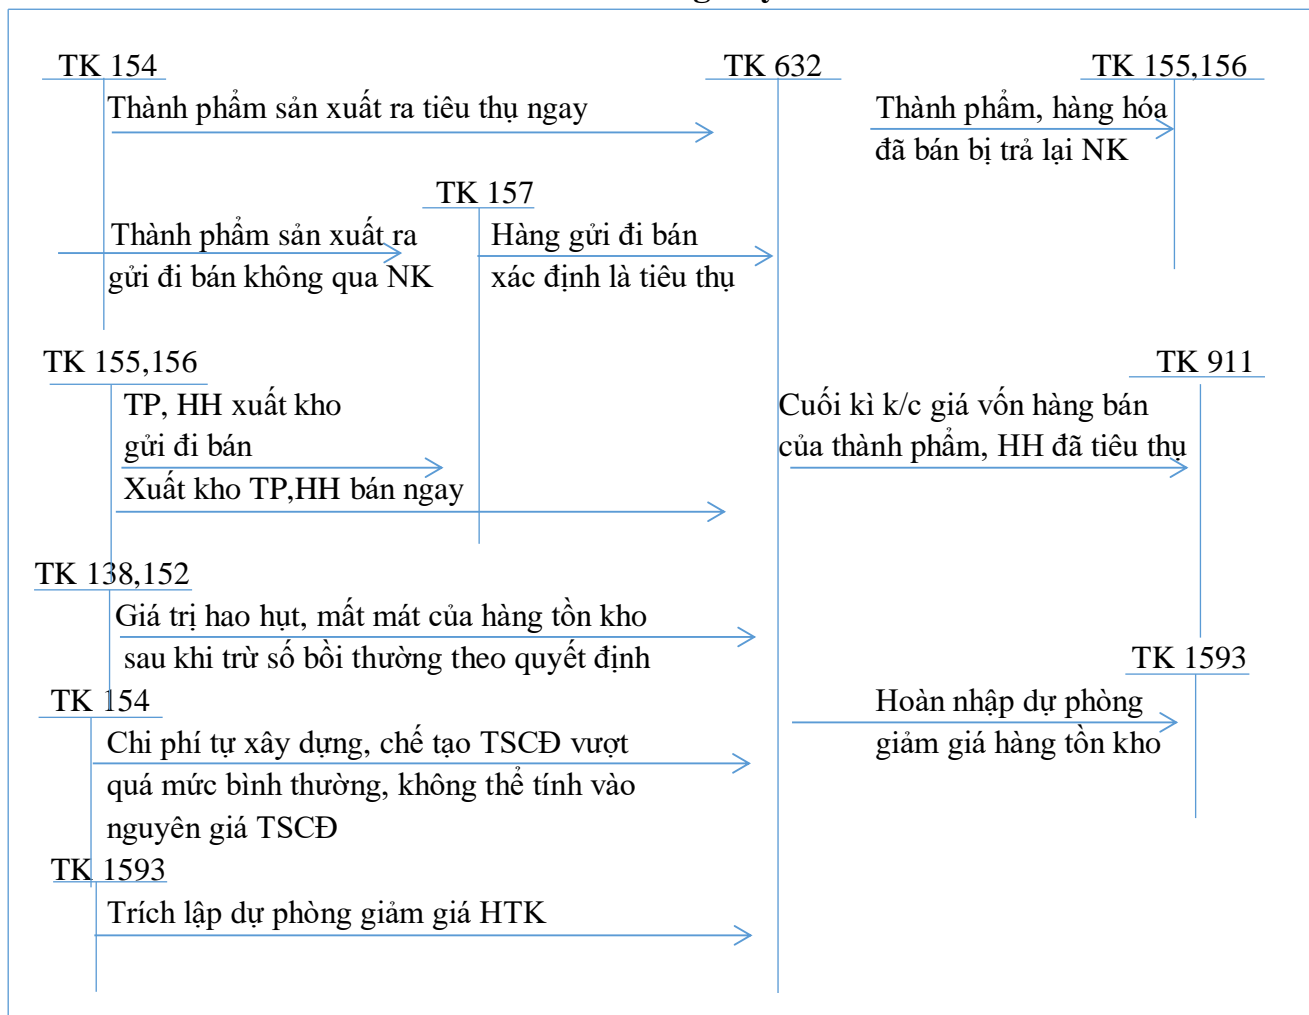 TK 154
TK 632
TK 155,156
Thành phẩm sản xuất ra tiêu thụ ngay
Thành phẩm, hàng hóa
đã bán bị trả lại NK
TK 157
Thành phẩm sản xuất ra
gửi đi bán không qua NK
Hàng gửi đi bán
xác định là tiêu thụ
TK 155,156
TK 911
TP, HH xuất kho
gửi đi bán
Xuất kho TP,HH bán ngay
Cuối kì k/c giá vốn hàng bán
của thành phẩm, HH đã tiêu thụ
TK 138,152
Giá trị hao hụt, mất mát của hàng tồn kho
sau khi trừ số bồi thường theo quyết định
TK 1593
TK 154
Hoàn nhập dự phòng
giảm giá hàng tồn kho
Chi phí tự xây dựng, chế tạo TSCĐ vượt
quá mức bình thường, không thể tính vào
nguyên giá TSCĐ
TK 1593
Trích lập dự phòng giảm giá HTK